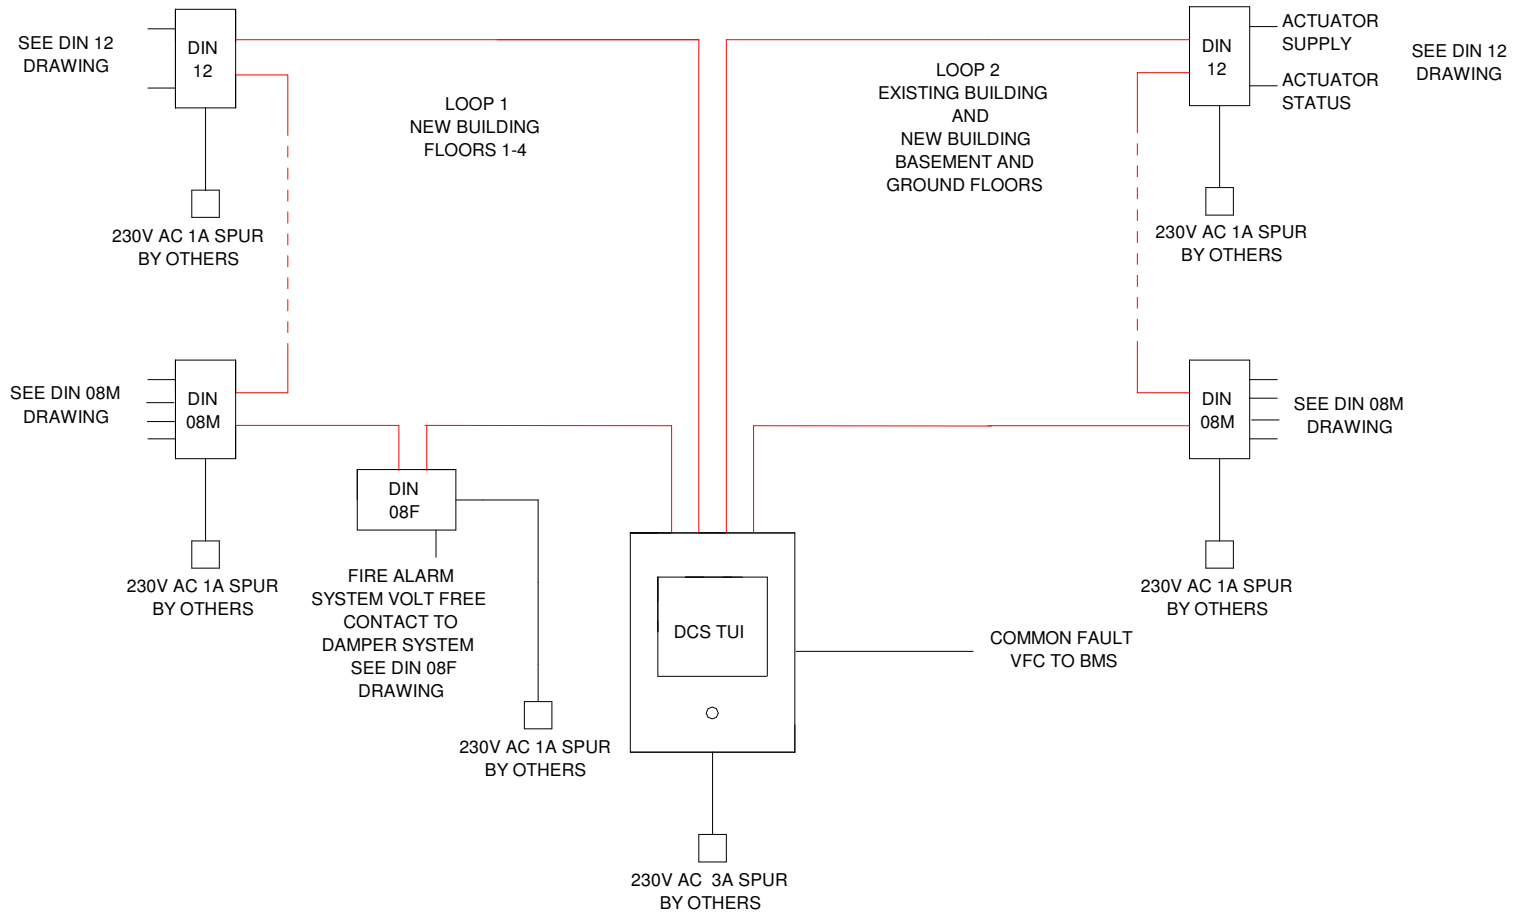 SEE DIN 12
DRAWING
DIN
12
230V AC 1A SPUR
BY OTHERS
LOOP 1
NEW BUILDING
FLOORS 1-4
LOOP 2
EXISTING BUILDING
AND
NEW BUILDING
BASEMENT AND
GROUND FLOORS
DIN
12
ACTUATOR
SUPPLY
ACTUATOR
STATUS
SEE DIN 12
DRAWING
230V AC 1A SPUR
BY OTHERS
SEE DIN 08M
DRAWING
DIN
08M
230V AC 1A SPUR
BY OTHERS
DIN
08F
FIRE ALARM
SYSTEM VOLT FREE
CONTACT TO
DAMPER SYSTEM
SEE DIN 08F
DRAWING
230V AC 1A SPUR
BY OTHERS
DCS TUI
COMMON FAULT
VFC TO BMS
230V AC  3A SPUR
BY OTHERS
DIN
08M
SEE DIN 08M
DRAWING
230V AC 1A SPUR
BY OTHERS